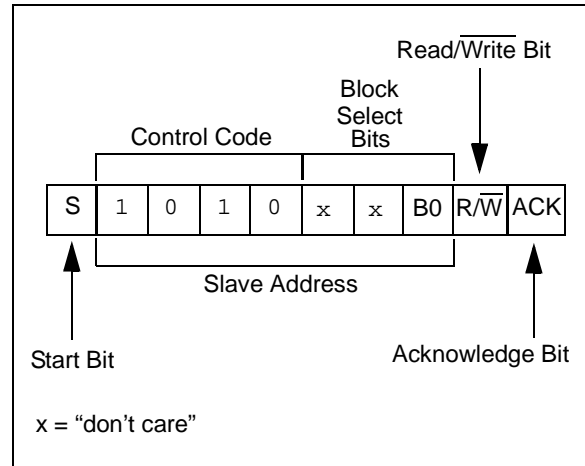 Read/Write Bit
Block
Select
Bits
Control Code
S 1 0 1 0 x x B0 R/W ACK
Slave Address
Start Bit
Acknowledge Bit
x = “don’t care”